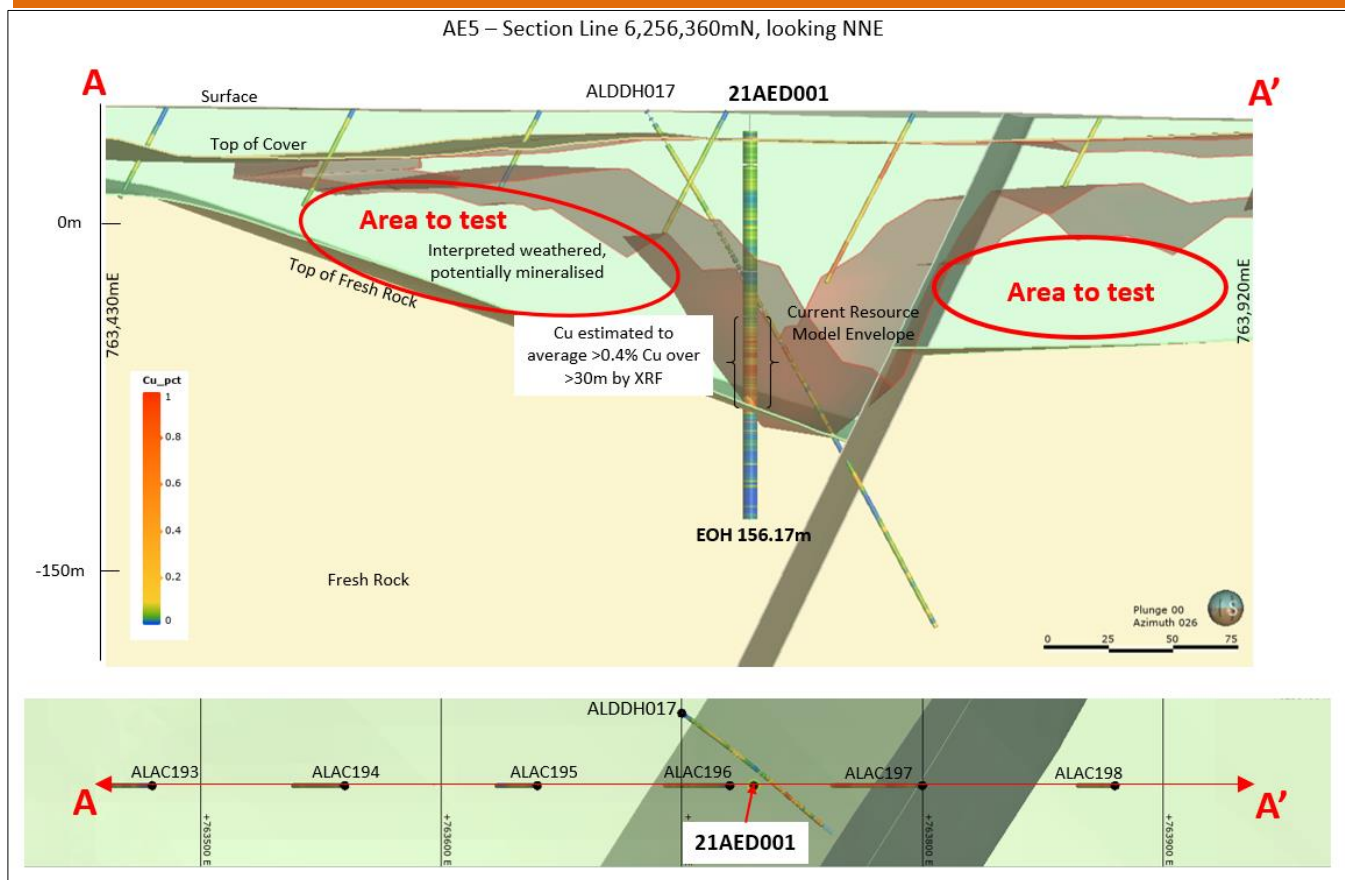 AE5 – Section Line 6,256,360mN, looking NNE
A
A'
Surface
ALDDH017
21AED001
Top of Cover
0m
Area to test
Interpreted weathered,
potentially mineralised
Top of Fresh Rock
763,430mE
Area to test
763,920mE
Current Resource
Model Envelope
Cu estimated to
average >0.4% Cu over
>30m by XRF
Cu_pct
1
0.8
0.6
0.4
0.2
0
EOH 156.17m
-150m
Fresh Rock
Plunge 00
Azimuth 026
S
0 25 50 75
ALDDH017
ALAC193
ALAC194
ALAC195
ALAC196
ALAC197
ALAC198
A
A'
21AED001
+763500 E
+763600 E
+763800 E
+763900 E